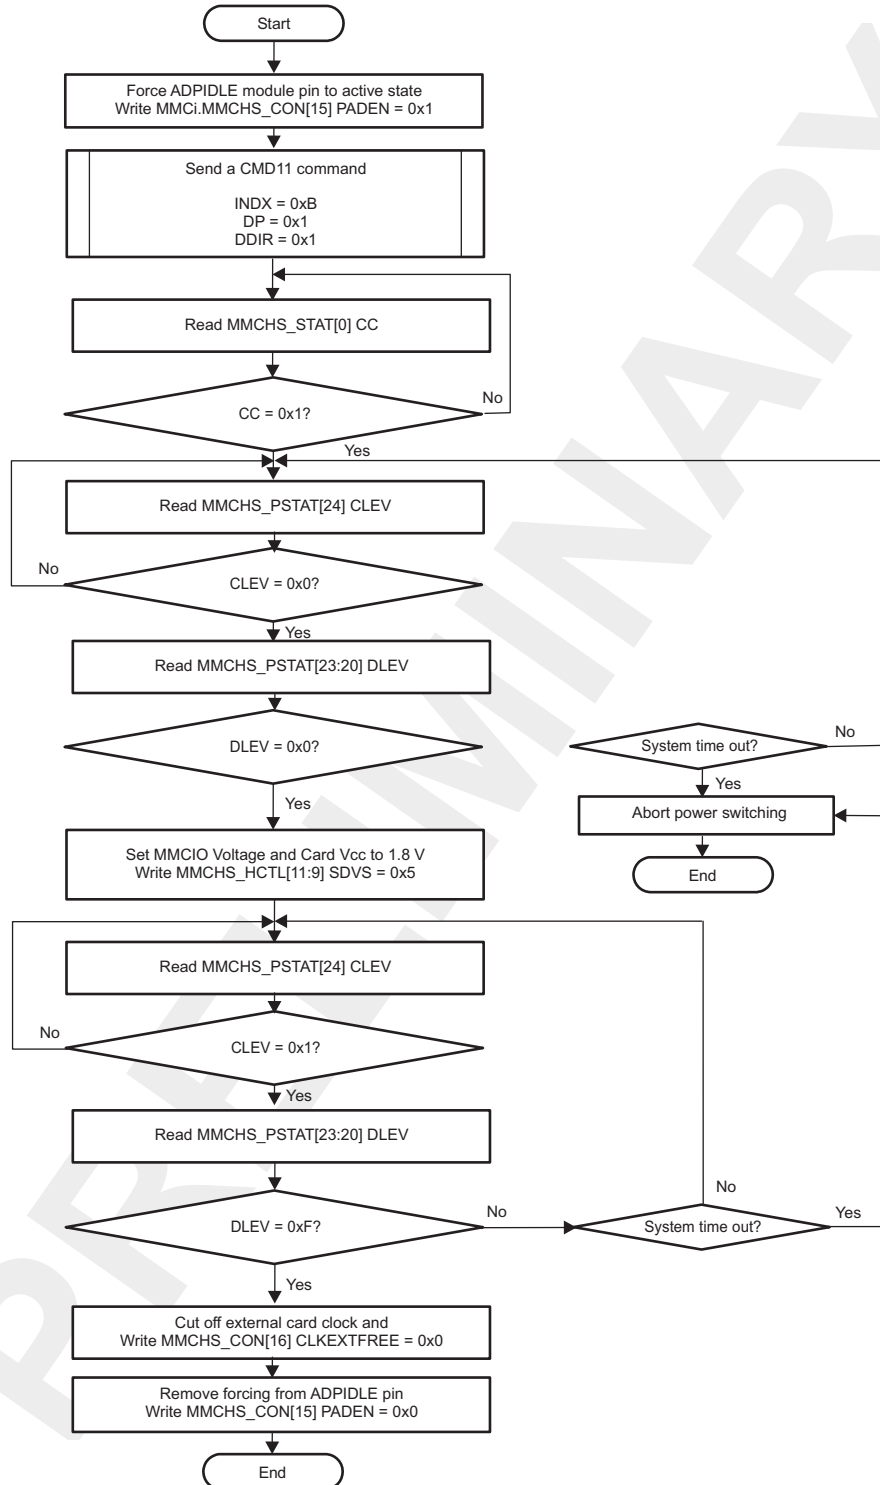 Start
Force ADPIDLE module pin to active state
Write MMCi.MMCHS_CON[15] PADEN = 0x1
Send a CMD11 command
INDX = 0xB
DP = 0x1
DDIR = 0x1
Read MMCHS_STAT[0] CC
CC = 0x1?
No
Yes
Read MMCHS_PSTAT[24] CLEV
No
CLEV = 0x0?
Yes
Read MMCHS_PSTAT[23:20] DLEV
DLEV = 0x0?
Yes
System time out?
No
Yes
Abort power switching
End
Set MMCIO Voltage and Card Vcc to 1.8 V
Write MMCHS_HCTL[11:9] SDVS = 0x5
Read MMCHS_PSTAT[24] CLEV
No
CLEV = 0x1?
Yes
Read MMCHS_PSTAT[23:20] DLEV
DLEV = 0xF?
No
System time out?
No
Yes
Yes
Cut off external card clock and
Write MMCHS_CON[16] CLKEXTFREE = 0x0
Remove forcing from ADPIDLE pin
Write MMCHS_CON[15] PADEN = 0x0
End
PRELIMINARY